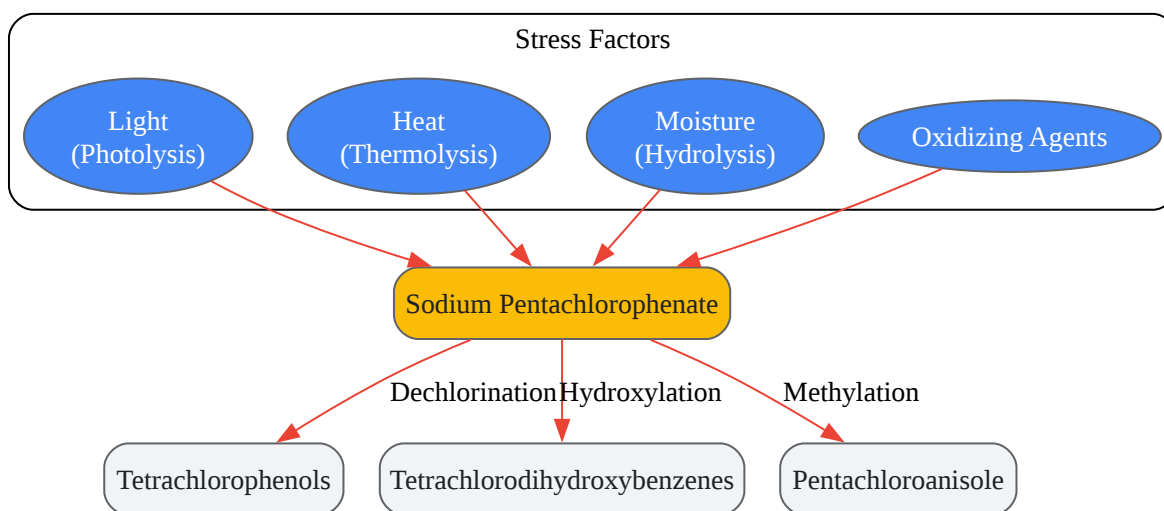 Stress Factors
Light
(Photolysis)
Heat
(Thermolysis)
Moisture
(Hydrolysis)
Oxidizing Agents
Sodium Pentachlorophenate
Dechlorination
Hydroxylation
Methylation
Tetrachlorophenols
Tetrachlorodihydroxybenzenes
Pentachloroanisole